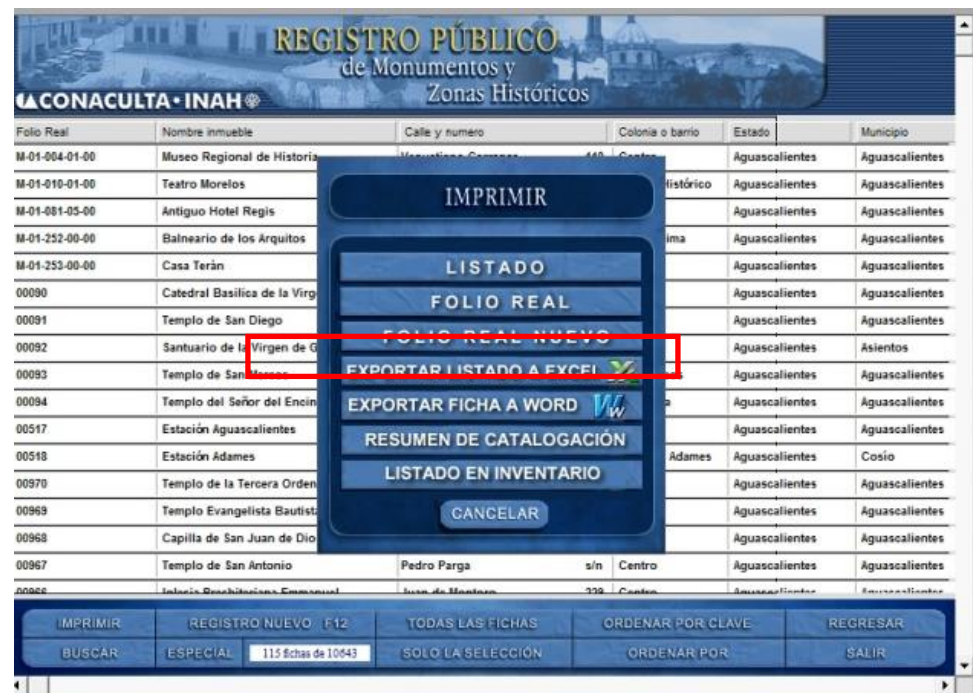 REGISTRO PÚBLICO
de Monumentos y
Zonas Históricos
CONACULTA • INAH
Folio Real Nombre inmueble Calle y numero Colonia o barrio Estado Municipio
M-01-004-01-00 Museo Regional de Historia Aguascalientes Aguascalientes
M-01-010-01-00 Teatro Morelos Histórico Aguascalientes Aguascalientes
M-01-081-05-00 Antiguo Hotel Regis Aguascalientes Aguascalientes
M-01-252-00-00 Balneario de los Arquitos Aguascalientes Aguascalientes
M-01-253-00-00 Casa Terán Aguascalientes Aguascalientes
00090 Catedral Basilica de la Virg Aguascalientes Aguascalientes
00091 Templo de San Diego Aguascalientes Aguascalientes
00092 Santuario de la Virgen de G Aguascalientes Asientos
00093 Templo de San Aguascalientes Aguascalientes
00094 Templo del Señor del Encin Aguascalientes Aguascalientes
00517 Estación Aguascalientes Aguascalientes Aguascalientes
00518 Estación Adames Adames Aguascalientes Cosío
00970 Templo de la Tercera Orden Aguascalientes Aguascalientes
00969 Templo Evangelista Bautist Aguascalientes Aguascalientes
00968 Capilla de San Juan de Dio Aguascalientes Aguascalientes
00967 Templo de San Antonio Pedro Parga s/n Centro Aguascalientes Aguascalientes
IMPRIMIR
LISTADO
FOLIO REAL
FOLIO REAL NUEVO
EXPORTAR LISTADO A EXCEL
EXPORTAR FICHA A WORD
RESUMEN DE CATALOGACIÓN
LISTADO EN INVENTARIO
CANCELAR
IMPRIMIR REGISTRO NUEVO F12 TODAS LAS FICHAS ORDENAR POR CLAVE REGRESAR
BUSCAR ESPECIAL 115 fichas de 10643 SOLO LA SELECCIÓN ORDENAR POR SALIR